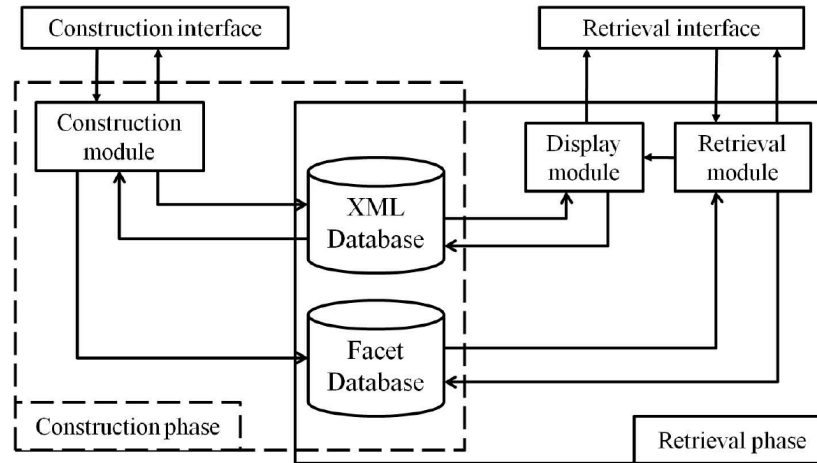 Construction interface
Retrieval interface
Construction
module
Display
module
Retrieval
module
XML
Database
Facet
Database
Construction phase
Retrieval phase